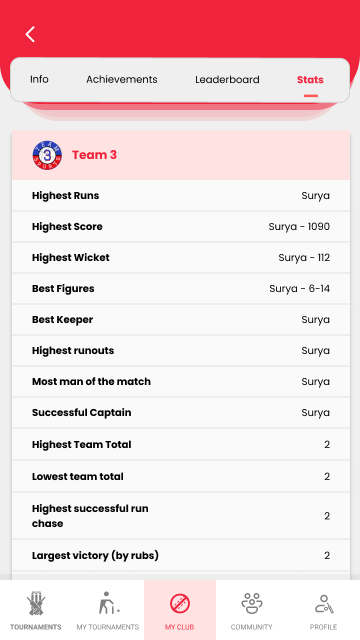 Info Achievements Leaderboard Stats
TEAM
3
SPORTS
Team 3
Highest Runs Surya
Highest Score Surya - 1090
Highest Wicket Surya - 112
Best Figures Surya - 6-14
Best Keeper Surya
Highest runouts Surya
Most man of the match Surya
Successful Captain Surya
Highest Team Total 2
Lowest team total 2
Highest successful run
chase 2
Largest victory (by rubs) 2
TOURNAMENTS MY TOURNAMENTS MY CLUB COMMUNITY PROFILE